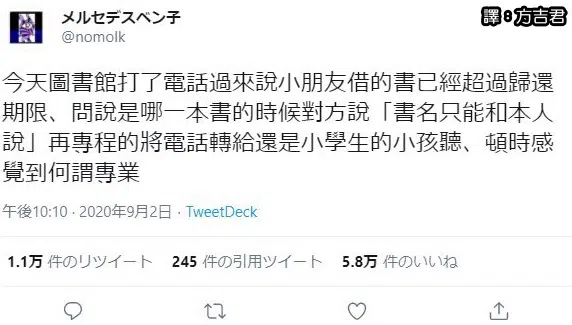 メルセデスベン子
@nomolk
譯8方吉君
今天圖書館打了電話過來說小朋友借的書已經超過歸還
期限、問說是哪一本書的時候對方說「書名只能和本人
說」再專程的將電話轉給還是小學生的小孩聽、頓時感
覺到何謂專業
午後10:10 · 2020年9月2日 · TweetDeck
1.1万 件のリツイート 245 件の引用ツイート 5.8万 件のいいね